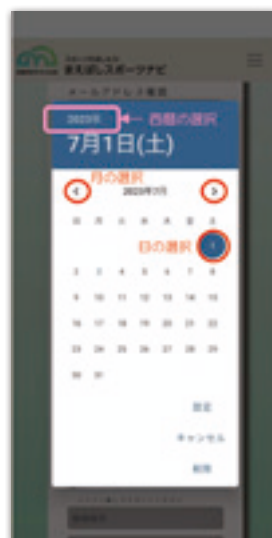 まえばしスポーツナビ
メールアドレス確認
2023年 ← 西暦の選択
7月1日(土)
月の選択
< 2023年7月 >
日 月 火 水 木 金 土
日の選択 1
2 3 4 5 6 7 8
9 10 11 12 13 14 15
16 17 18 19 20 21 22
23 24 25 26 27 28 29
30 31
設定
キャンセル
削除